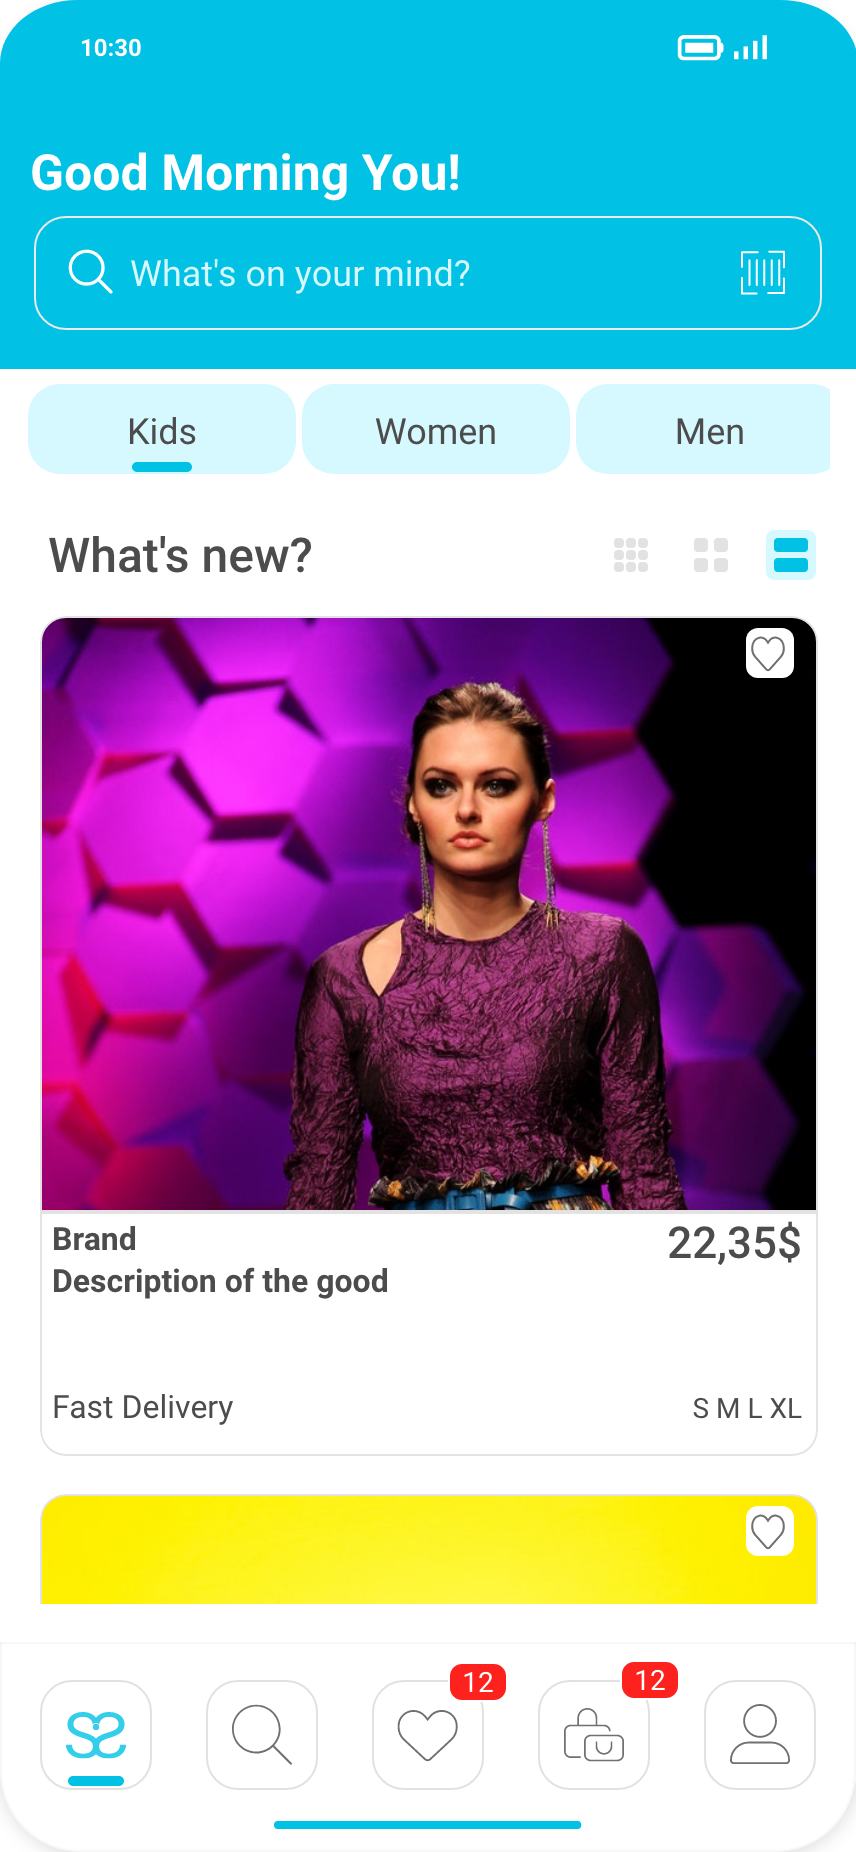 10:30
Good Morning You!
What's on your mind?
Kids Women Men
What's new?
Brand 22,35$
Description of the good
Fast Delivery S M L XL
12 12